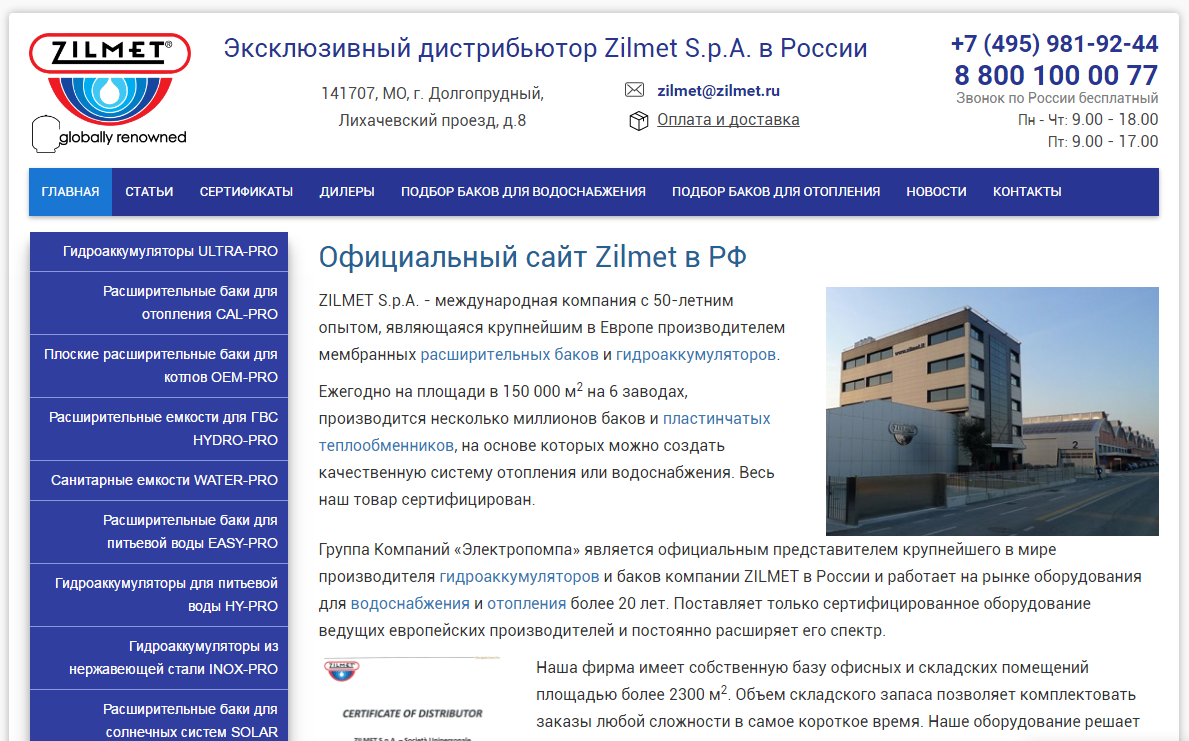 ZILMET®
globally renowned
Эксклюзивный дистрибьютор Zilmet S.p.A. в России
141707, МО, г. Долгопрудный,
Лихачевский проезд, д.8
zilmet@zilmet.ru
Оплата и доставка
+7 (495) 981-92-44
8 800 100 00 77
Звонок по России бесплатный
Пн - Чт: 9.00 - 18.00
Пт: 9.00 - 17.00
ГЛАВНАЯ СТАТЬИ СЕРТИФИКАТЫ ДИЛЕРЫ ПОДБОР БАКОВ ДЛЯ ВОДОСНАБЖЕНИЯ ПОДБОР БАКОВ ДЛЯ ОТОПЛЕНИЯ НОВОСТИ КОНТАКТЫ
Гидроаккумуляторы ULTRA-PRO
Расширительные баки для
отопления CAL-PRO
Плоские расширительные баки для
котлов OEM-PRO
Расширительные емкости для ГВС
HYDRO-PRO
Санитарные емкости WATER-PRO
Расширительные баки для
питьевой воды EASY-PRO
Гидроаккумуляторы для питьевой
воды HY-PRO
Гидроаккумуляторы из
нержавеющей стали INOX-PRO
Расширительные баки для
солнечных систем SOLAR
Официальный сайт Zilmet в РФ
ZILMET S.p.A. - международная компания с 50-летним
опытом, являющаяся крупнейшим в Европе производителем
мембранных расширительных баков и гидроаккумуляторов.
Ежегодно на площади в 150 000 м² на 6 заводах,
производится несколько миллионов баков и пластинчатых
теплообменников, на основе которых можно создать
качественную систему отопления или водоснабжения. Весь
наш товар сертифицирован.
www.zilmet.it
ZILMET
2
Группа Компаний «Электропомпа» является официальным представителем крупнейшего в мире
производителя гидроаккумуляторов и баков компании ZILMET в России и работает на рынке оборудования
для водоснабжения и отопления более 20 лет. Поставляет только сертифицированное оборудование
ведущих европейских производителей и постоянно расширяет его спектр.
ZILMET
CERTIFICATE OF DISTRIBUTOR
ZILMET S.p.A. – Società Unipersonale
Наша фирма имеет собственную базу офисных и складских помещений
площадью более 2300 м². Объем складского запаса позволяет комплектовать
заказы любой сложности в самое короткое время. Наше оборудование решает